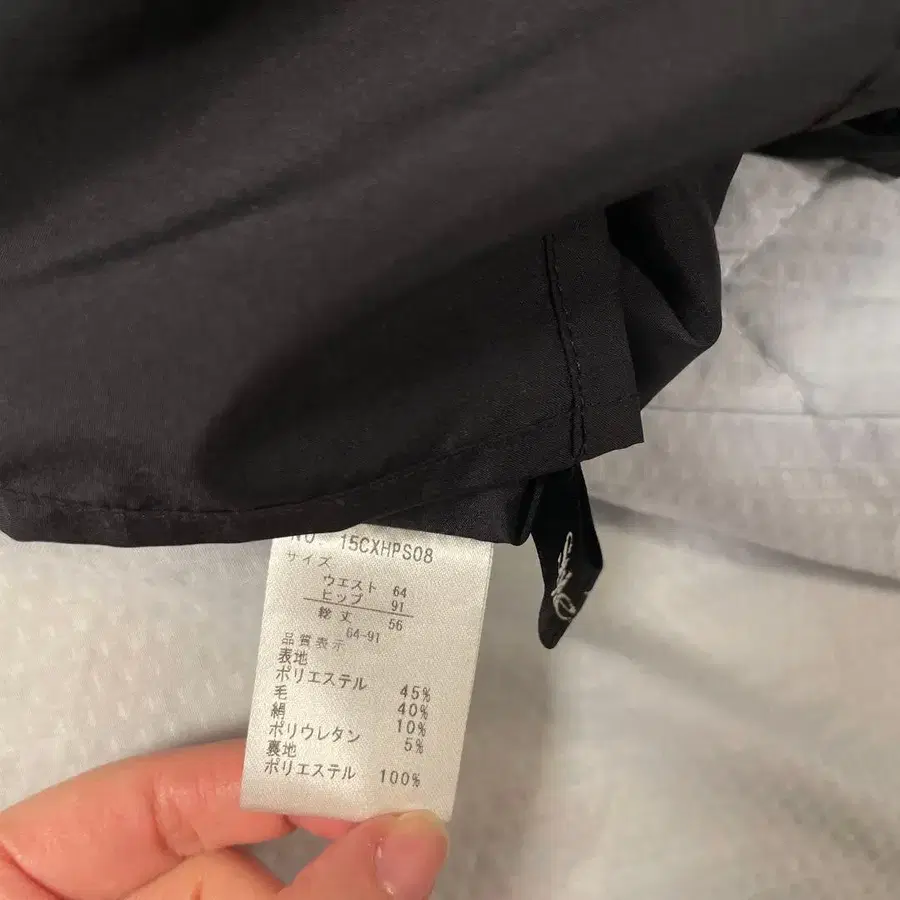 NO. 15CXHPS08
サイズ
ウエスト 64
ヒップ 91
総丈 56
64-91
品質表示
表地
ポリエステル 45%
毛 40%
絹 10%
ポリウレタン 5%
裏地
ポリエステル 100%